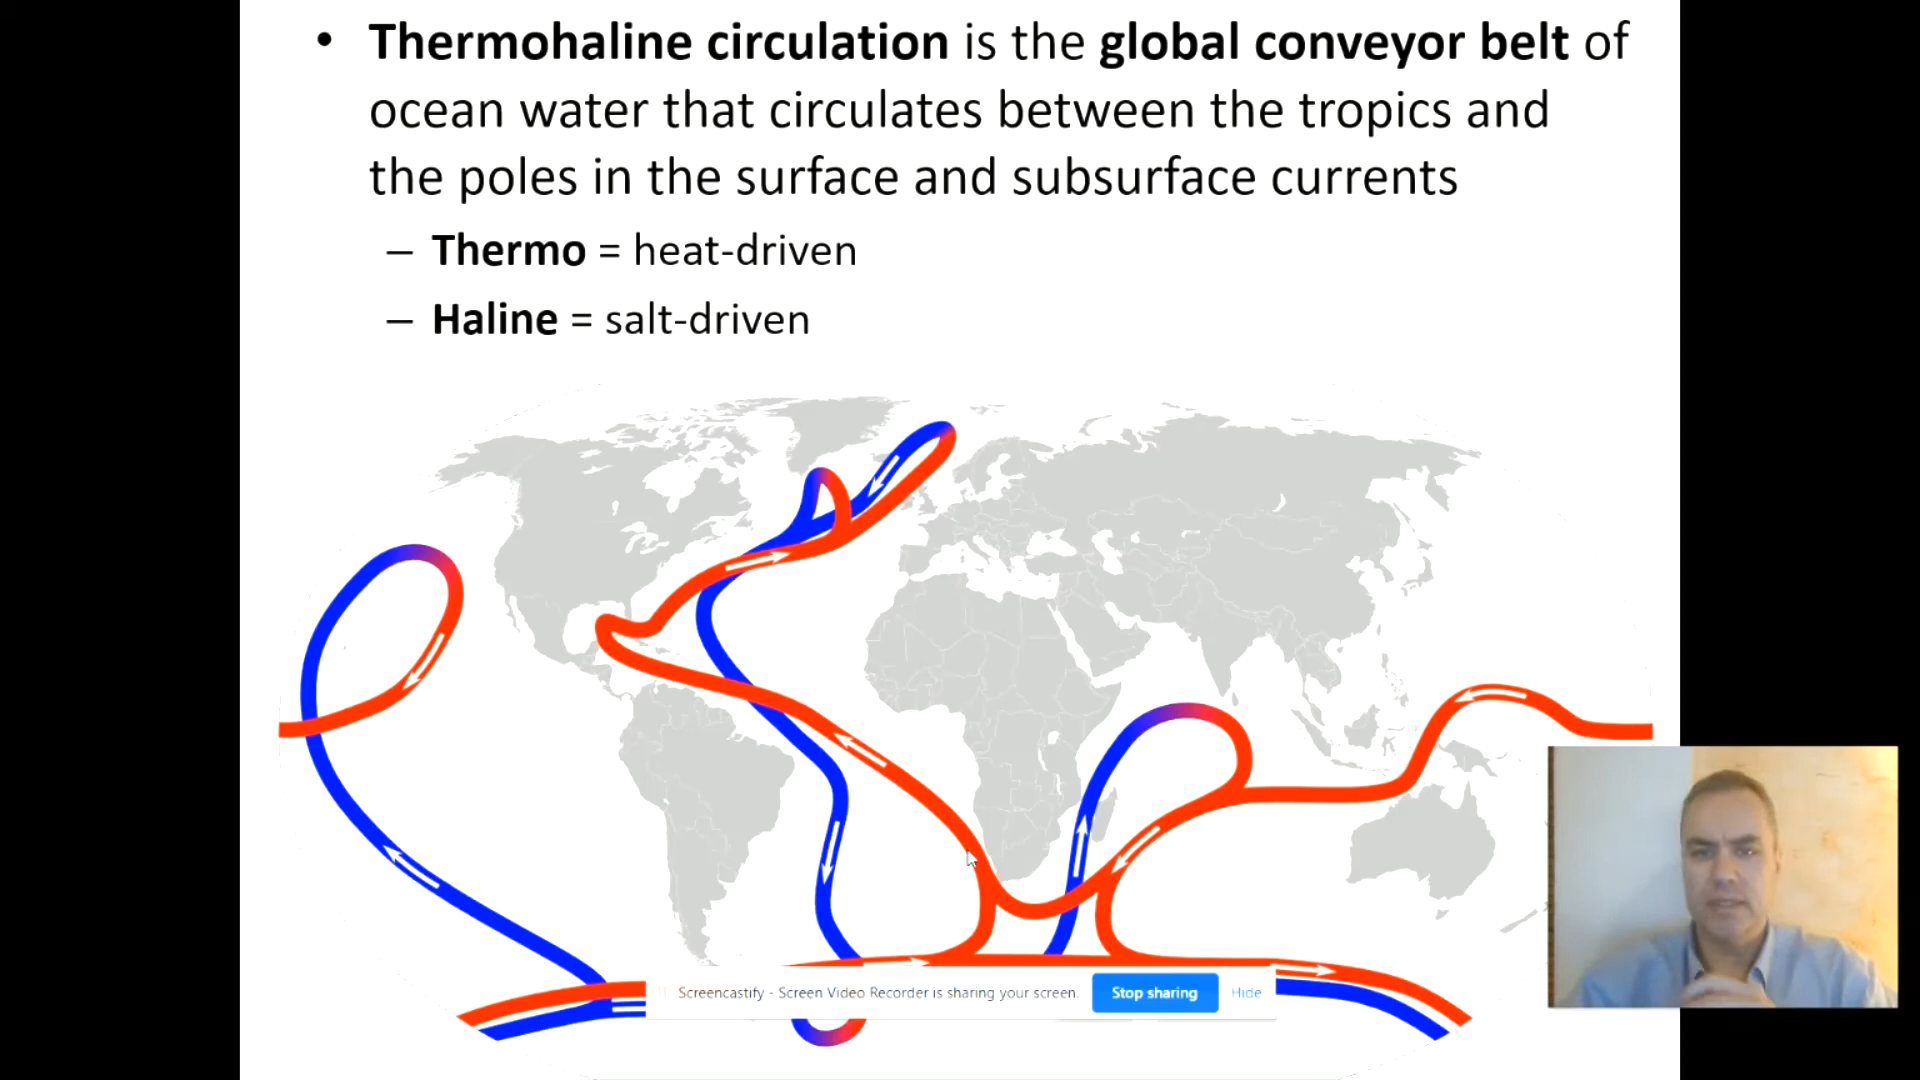 • Thermohaline circulation is the global conveyor belt of
ocean water that circulates between the tropics and
the poles in the surface and subsurface currents
– Thermo = heat-driven
– Haline = salt-driven
Screencastify - Screen Video Recorder is sharing your screen.
Stop sharing
Hide